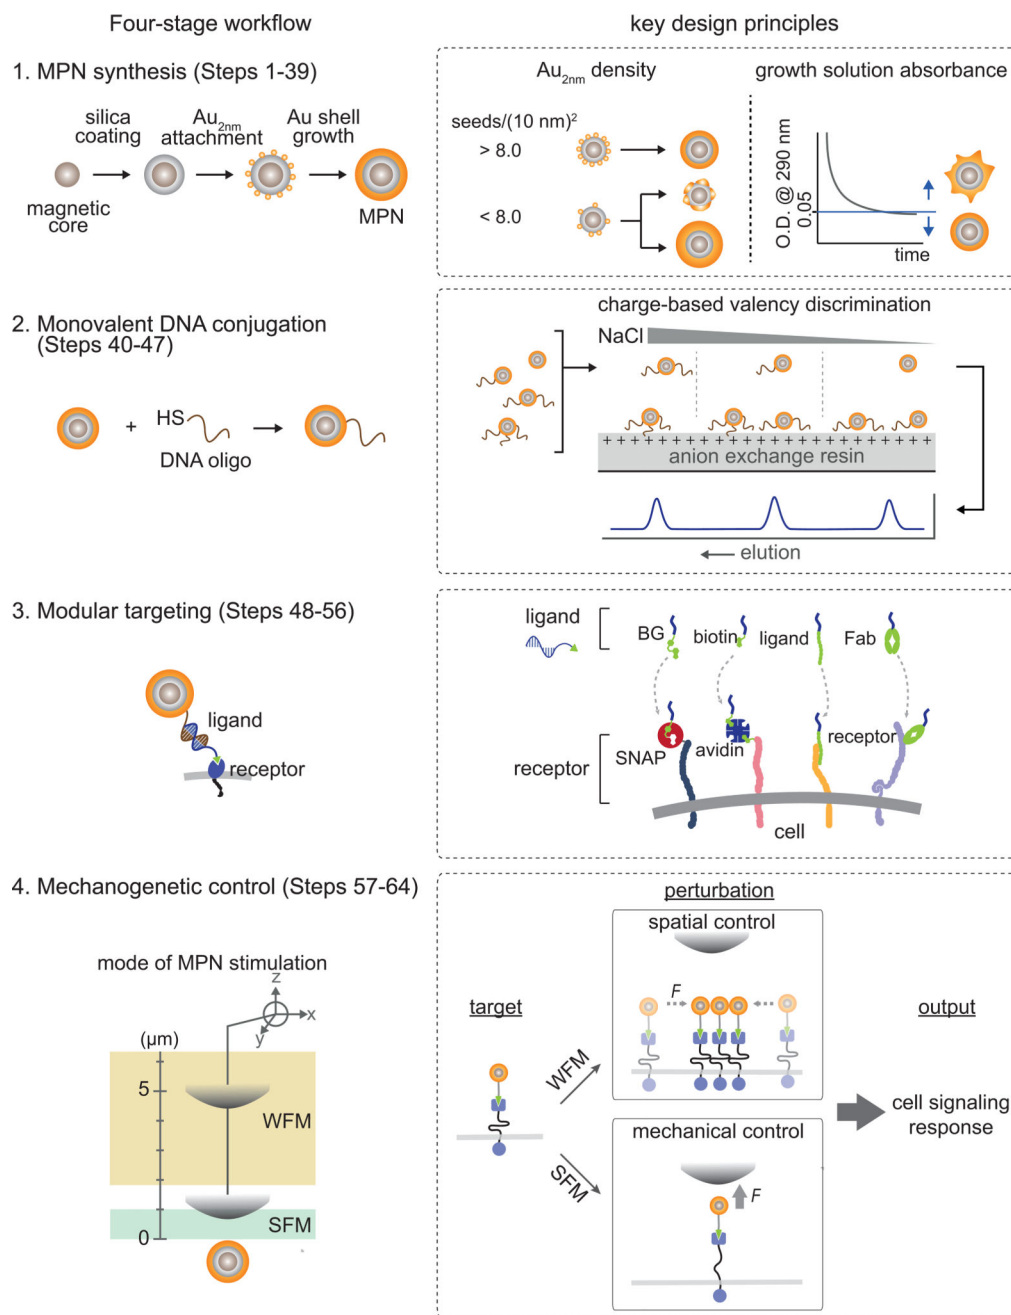 Four-stage workflow
key design principles
1. MPN synthesis (Steps 1-39)
silica
coating
Au2nm
attachment
Au shell
growth
magnetic
core
MPN
Au2nm density
seeds/(10 nm)²
> 8.0
< 8.0
growth solution absorbance
O.D. @ 290 nm
0.05
time
2. Monovalent DNA conjugation
(Steps 40-47)
+
HS
DNA oligo
charge-based valency discrimination
NaCl
+ + + + + + + + + + + + + + + + + + + + + + + +
anion exchange resin
elution
3. Modular targeting (Steps 48-56)
ligand
receptor
ligand
BG
biotin
ligand
Fab
receptor
SNAP
avidin
receptor
cell
4. Mechanogenetic control (Steps 57-64)
mode of MPN stimulation
z
x
y
(µm)
5
WFM
SFM
0
perturbation
spatial control
F
target
WFM
SFM
mechanical control
F
output
cell signaling
response